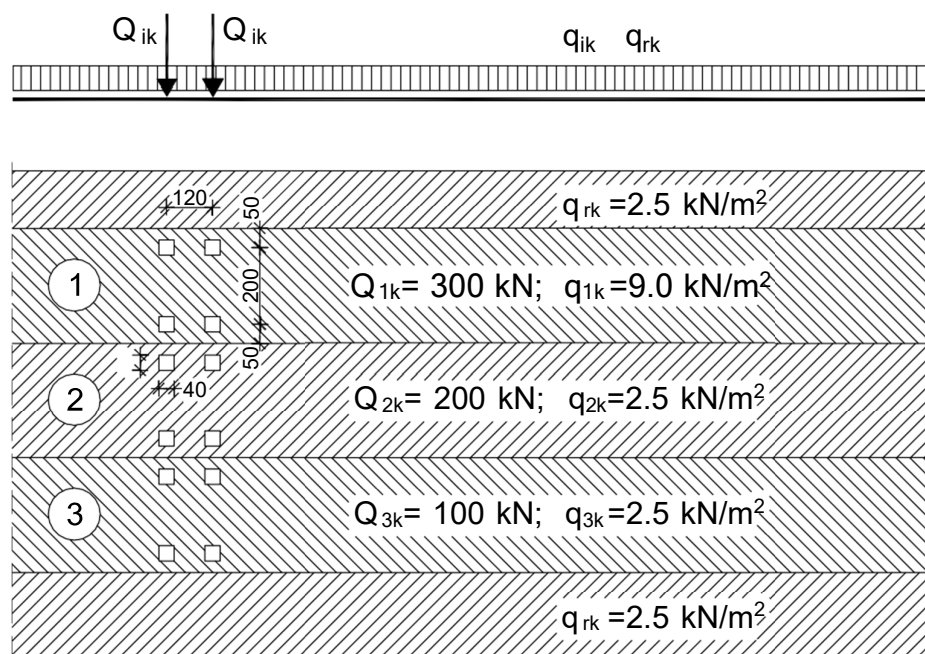 Q ik Q ik q ik q rk
120
50
q rk =2.5 kN/m²
1
200
Q 1k= 300 kN; q 1k=9.0 kN/m²
50
2
40
Q 2k= 200 kN; q 2k=2.5 kN/m²
3
Q 3k= 100 kN; q 3k=2.5 kN/m²
q rk =2.5 kN/m²